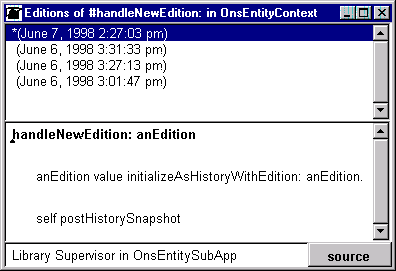 Editions of #handleNewEdition: in OnsEntityContext
*(June 7, 1998 2:27:03 pm)
(June 6, 1998 3:31:33 pm)
(June 6, 1998 3:27:13 pm)
(June 6, 1998 3:01:47 pm)
handleNewEdition: anEdition
anEdition value initializeAsHistoryWithEdition: anEdition.
self postHistorySnapshot
Library Supervisor in OnsEntitySubApp
source